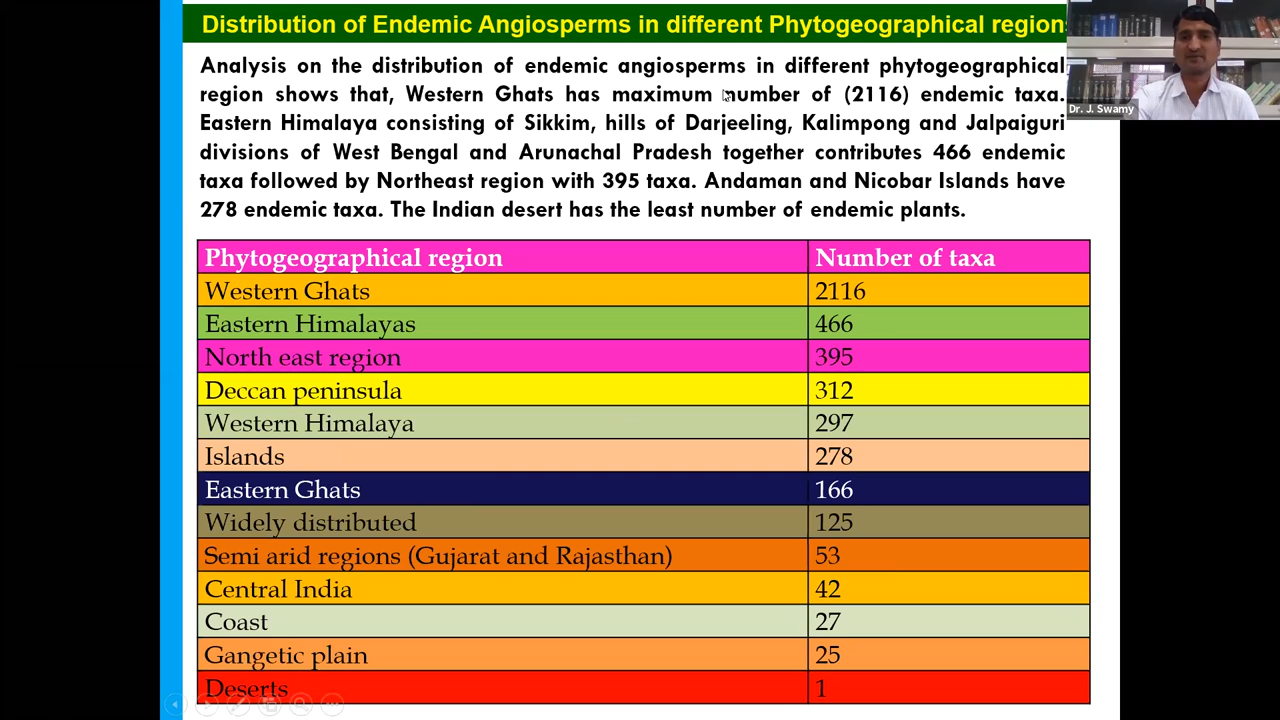 Distribution of Endemic Angiosperms in different Phytogeographical region
Dr. J. Swamy
Analysis on the distribution of endemic angiosperms in different phytogeographical
region shows that, Western Ghats has maximum number of (2116) endemic taxa.
Eastern Himalaya consisting of Sikkim, hills of Darjeeling, Kalimpong and Jalpaiguri
divisions of West Bengal and Arunachal Pradesh together contributes 466 endemic
taxa followed by Northeast region with 395 taxa. Andaman and Nicobar Islands have
278 endemic taxa. The Indian desert has the least number of endemic plants.
Phytogeographical region Number of taxa
Western Ghats 2116
Eastern Himalayas 466
North east region 395
Deccan peninsula 312
Western Himalaya 297
Islands 278
Eastern Ghats 166
Widely distributed 125
Semi arid regions (Gujarat and Rajasthan) 53
Central India 42
Coast 27
Gangetic plain 25
Deserts 1